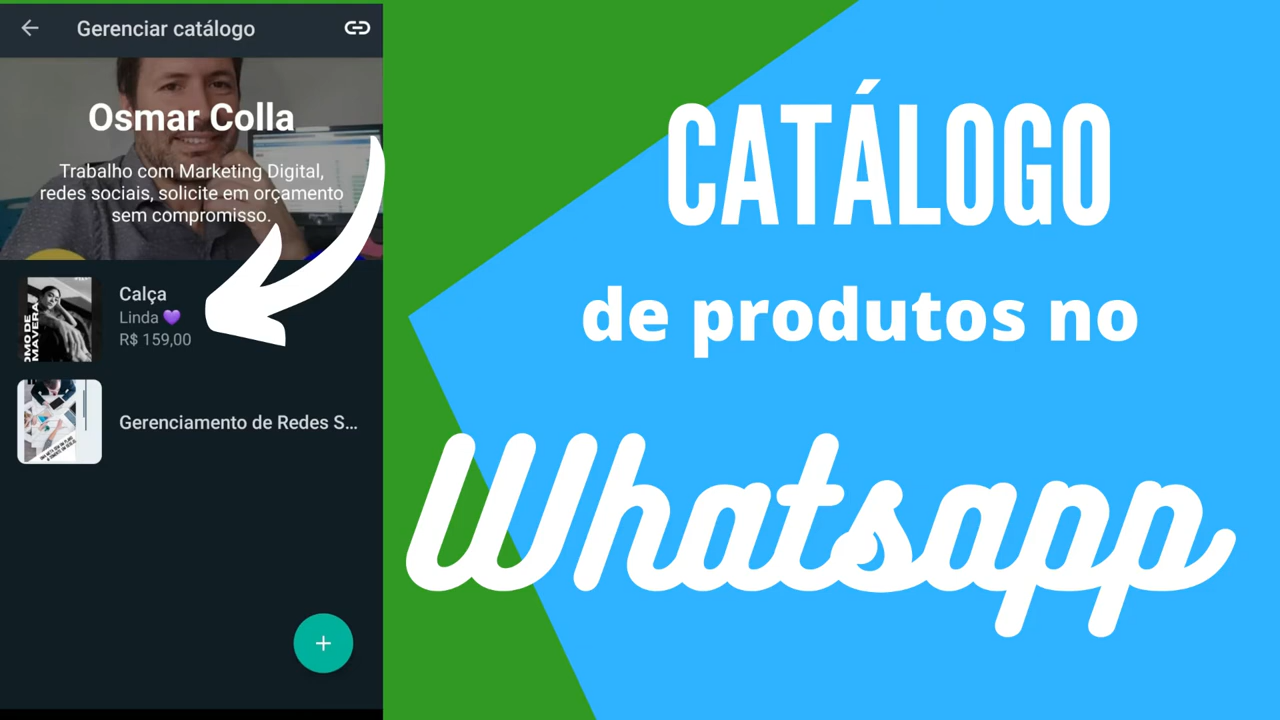 Gerenciar catálogo
Osmar Colla
Trabalho com Marketing Digital,
redes sociais, solicite em orçamento
sem compromisso.
Calça
Linda 💜
R$ 159,00
Gerenciamento de Redes S...
CATÁLOGO
de produtos no
Whatsapp